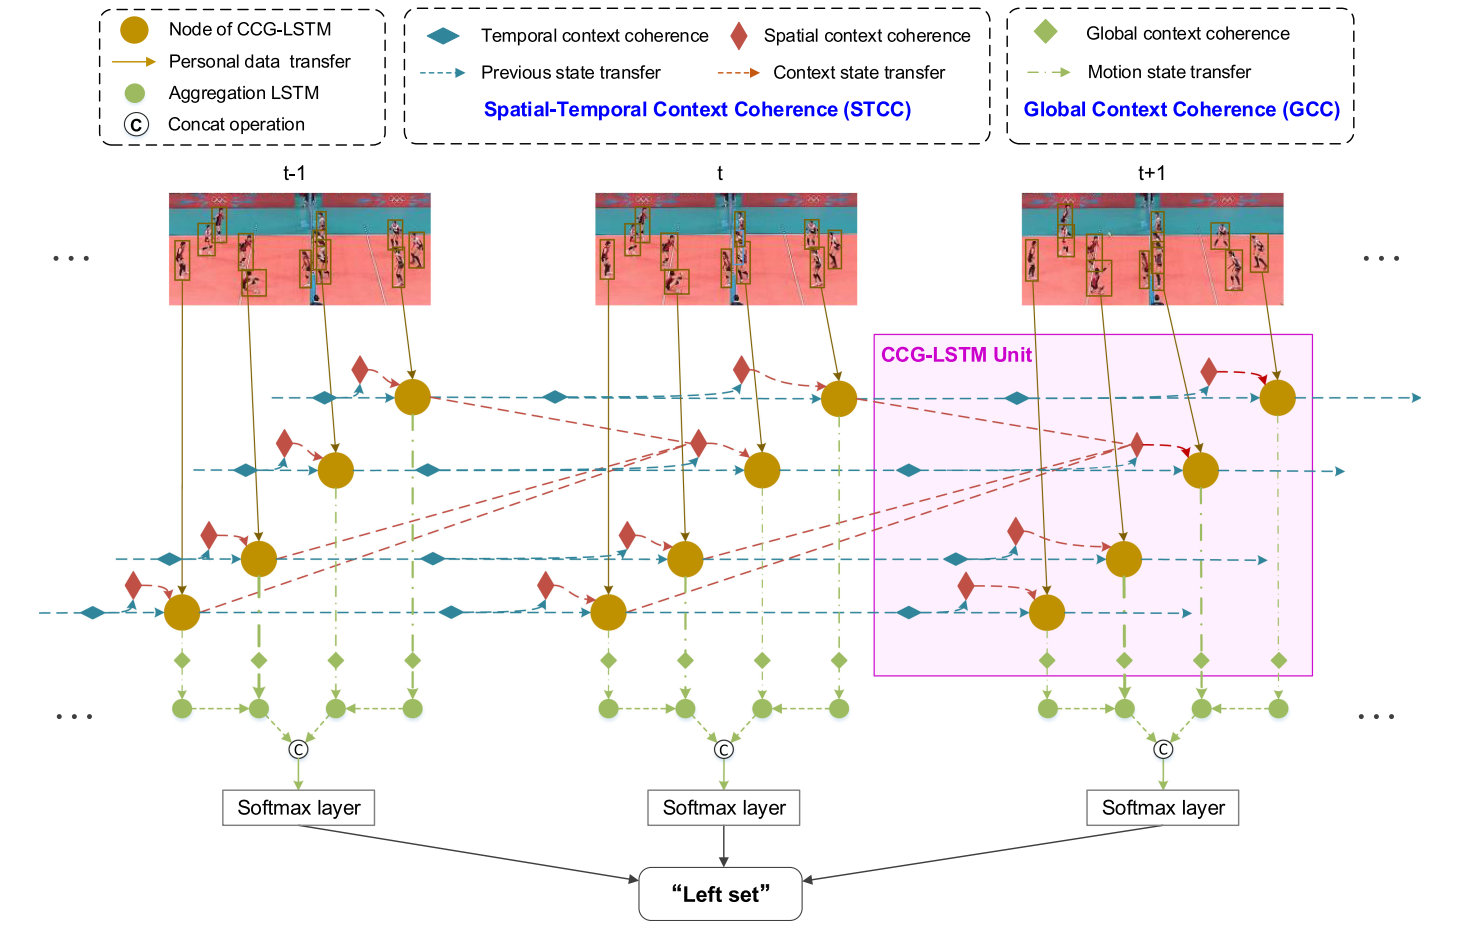 Node of CCG-LSTM
Personal data transfer
Aggregation LSTM
C Concat operation
Temporal context coherence
Spatial context coherence
Previous state transfer
Context state transfer
Spatial-Temporal Context Coherence (STCC)
Global context coherence
Motion state transfer
Global Context Coherence (GCC)
t-1
t
t+1
...
...
CCG-LSTM Unit
...
...
C
C
C
Softmax layer
Softmax layer
Softmax layer
“Left set”